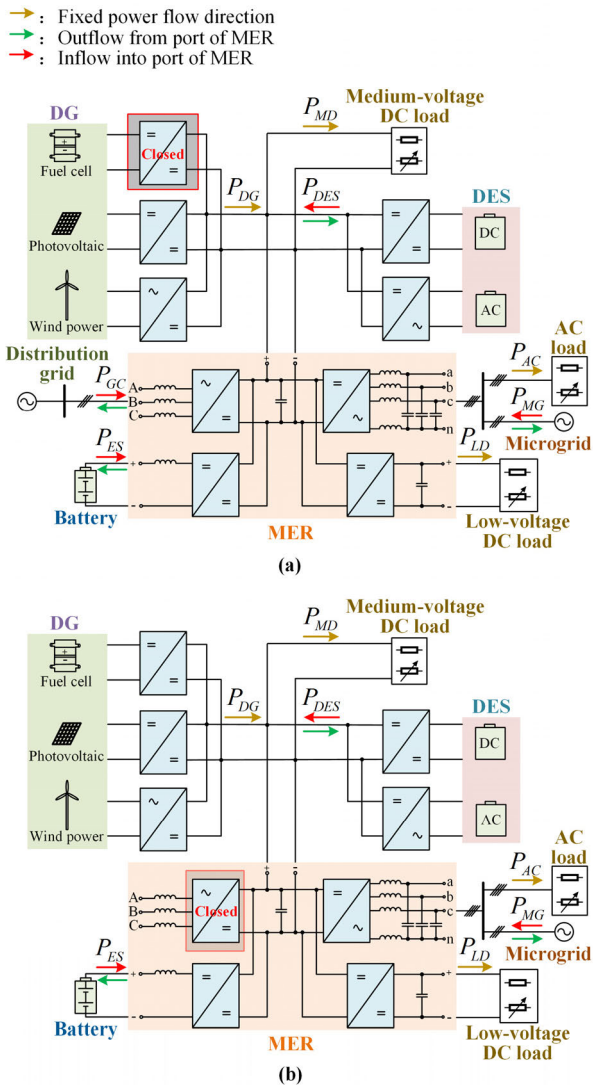 : Fixed power flow direction
: Outflow from port of MER
: Inflow into port of MER
DG
Medium-voltage
DC load
P_MD
Closed
Fuel cell
P_DG
P_DES
DES
Photovoltaic
DC
Wind power
AC
Distribution
grid
P_GC
A
B
C
+
-
a
b
c
n
P_AC
AC
load
P_MG
Microgrid
P_ES
+
-
Battery
P_LD
+
-
Low-voltage
DC load
MER
(a)
DG
Medium-voltage
DC load
P_MD
Fuel cell
P_DG
P_DES
DES
Photovoltaic
DC
Wind power
AC
A
B
C
Closed
+
-
a
b
c
n
P_AC
AC
load
P_MG
Microgrid
P_ES
+
-
Battery
P_LD
+
-
Low-voltage
DC load
MER
(b)